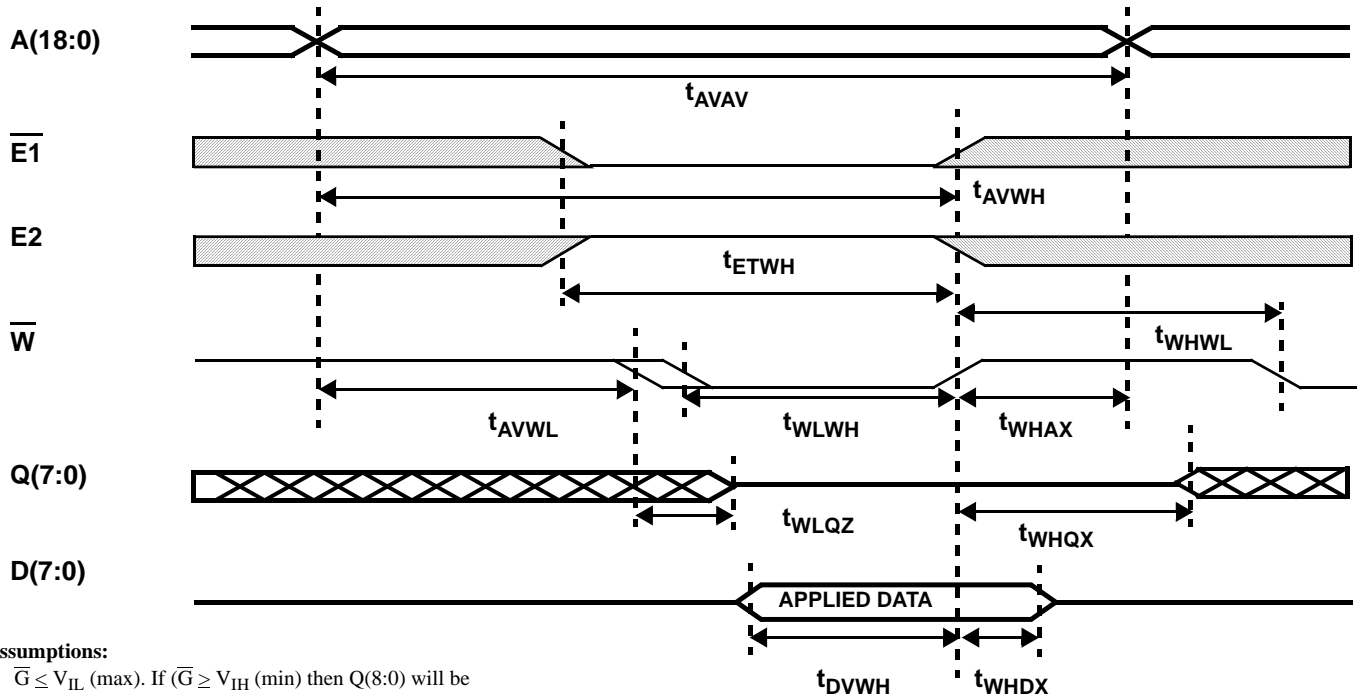 A(18:0)
tAVAV
E1
tAVWH
E2
tETWH
W
tWHWL
tAVWL
tWLWH
tWHAX
Q(7:0)
tWLQZ
tWHQX
D(7:0)
APPLIED DATA
ssumptions:
G ≤ VIL (max). If (G ≥ VIH (min) then Q(8:0) will be
tDVWH
tWHDX